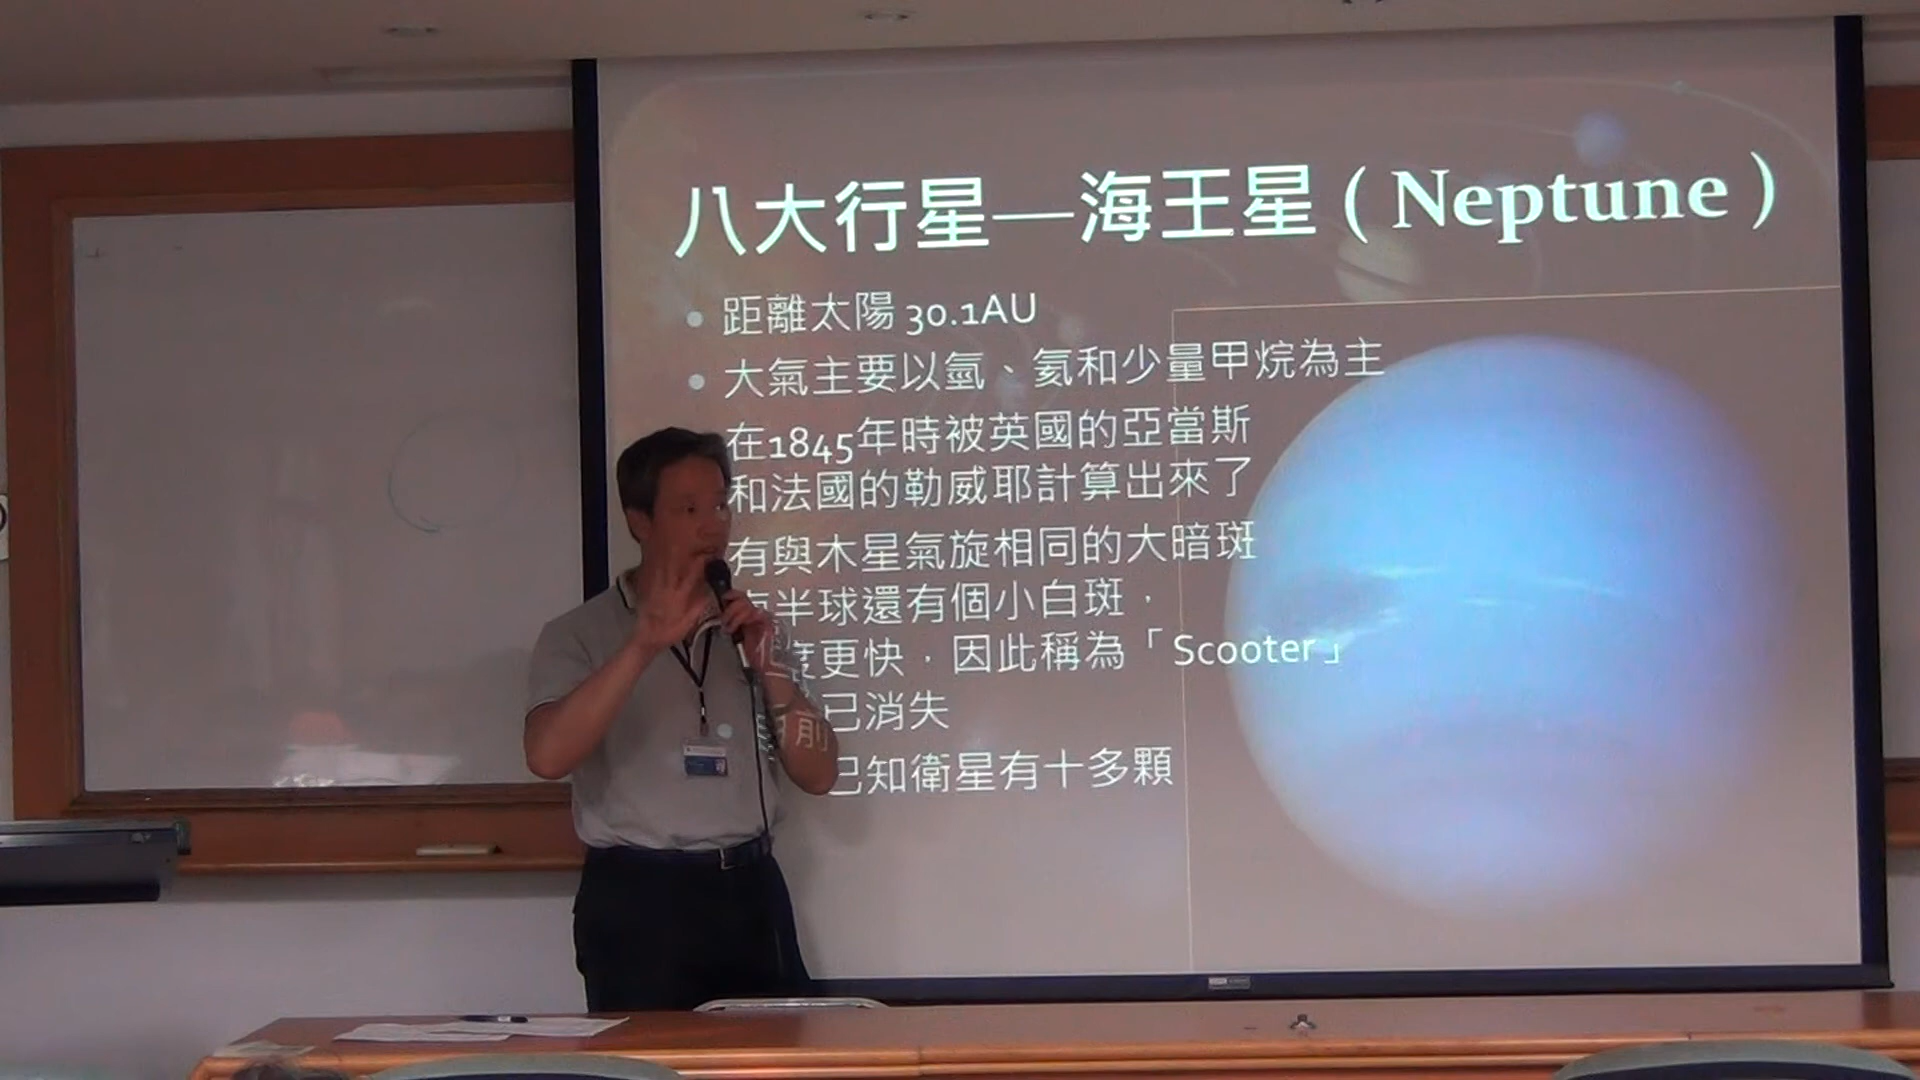 八大行星—海王星（Neptune）
距離太陽 30.1AU
大氣主要以氫、氦和少量甲烷為主
在1845年時被英國的亞當斯
和法國的勒威耶計算出來了
有與木星氣旋相同的大暗斑
半球還有個小白斑，
度更快，因此稱為「Scooter」
前已消失
已知衛星有十多顆